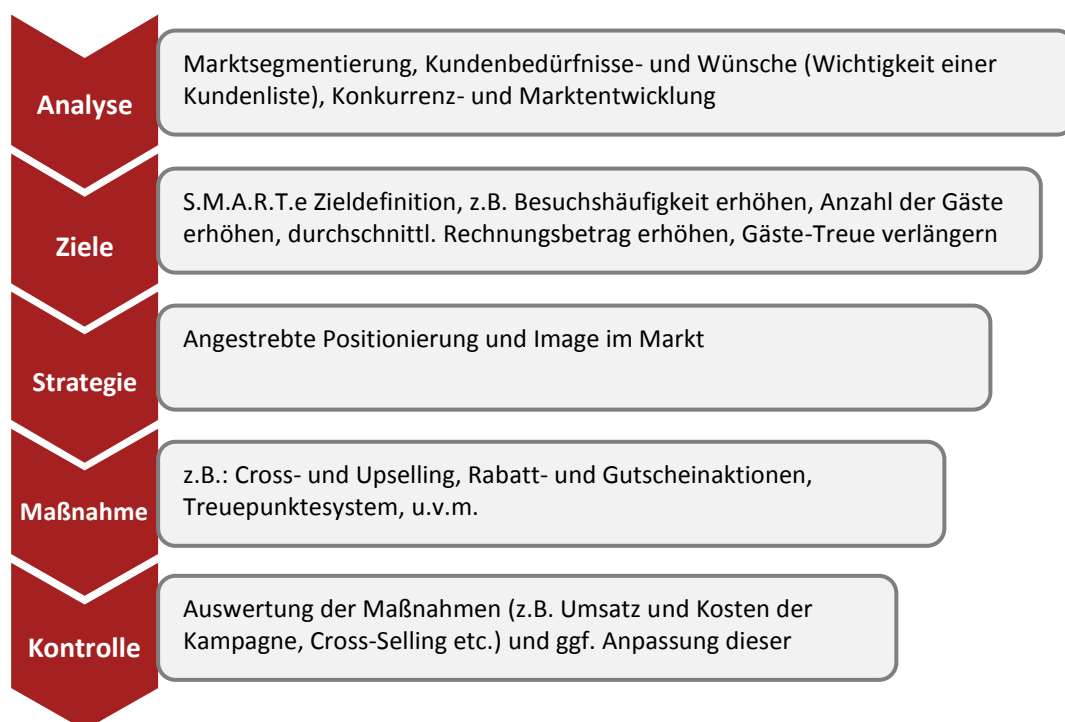 Analyse
Marktsegmentierung, Kundenbedürfnisse- und Wünsche (Wichtigkeit einer
Kundenliste), Konkurrenz- und Marktentwicklung
Ziele
S.M.A.R.T.e Zieldefinition, z.B. Besuchshäufigkeit erhöhen, Anzahl der Gäste
erhöhen, durchschnittl. Rechnungsbetrag erhöhen, Gäste-Treue verlängern
Strategie
Angestrebte Positionierung und Image im Markt
Maßnahme
z.B.: Cross- und Upselling, Rabatt- und Gutscheinaktionen,
Treuepunktesystem, u.v.m.
Kontrolle
Auswertung der Maßnahmen (z.B. Umsatz und Kosten der
Kampagne, Cross-Selling etc.) und ggf. Anpassung dieser